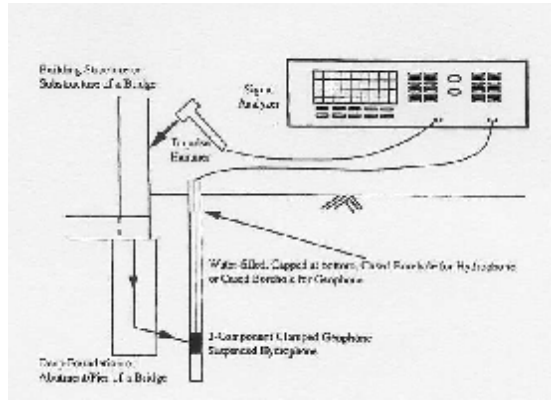 Building Structure or
Substructure of a Bridge
Signal
Analyzer
Impulse
Hammer
Water-filled, Capped at bottom, Cased Borehole for Hydrophone
or Cased Borehole for Geophone
3-Component Clamped Geophone
Suspended Hydrophone
Deep Foundation or
Abutment/Pier of a Bridge